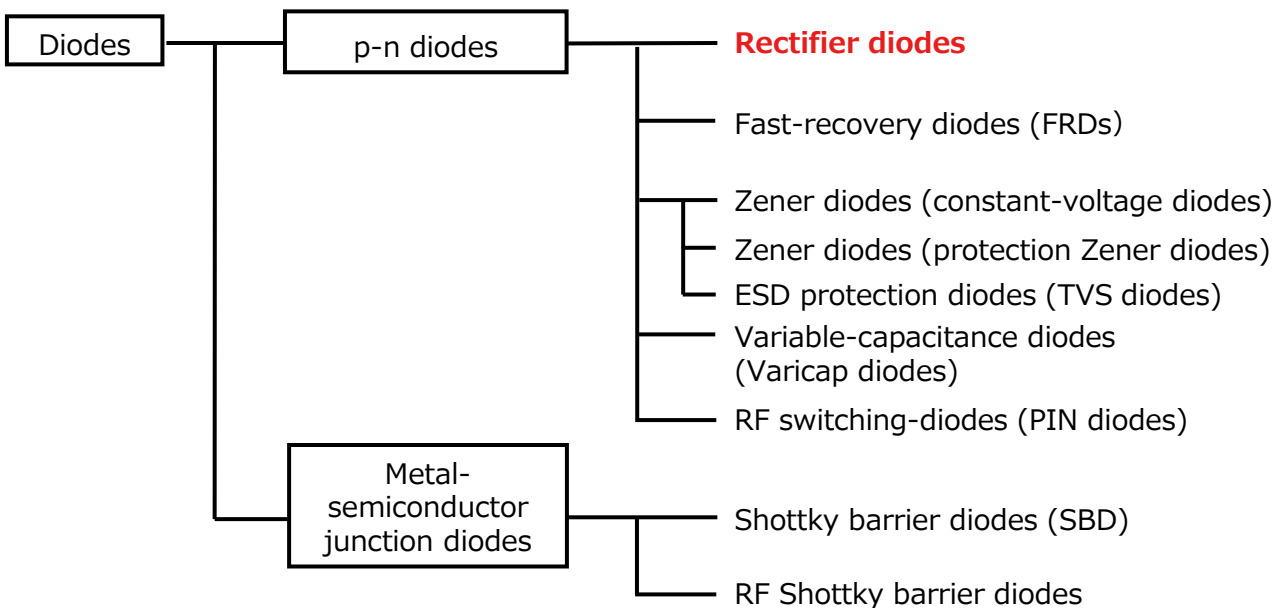 Diodes
p-n diodes
Rectifier diodes
Fast-recovery diodes (FRDs）
Zener diodes (constant-voltage diodes)
Zener diodes (protection Zener diodes)
ESD protection diodes (TVS diodes)
Variable-capacitance diodes
(Varicap diodes)
RF switching-diodes (PIN diodes)
Metal-
semiconductor
junction diodes
Shottky barrier diodes (SBD)
RF Shottky barrier diodes